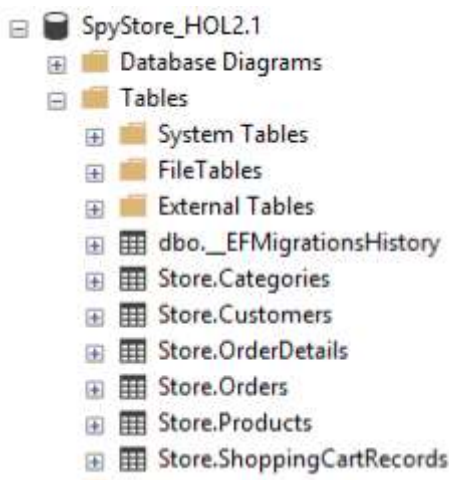 SpyStore_HOL2.1
Database Diagrams
Tables
System Tables
FileTables
External Tables
dbo.__EFMigrationsHistory
Store.Categories
Store.Customers
Store.OrderDetails
Store.Orders
Store.Products
Store.ShoppingCartRecords